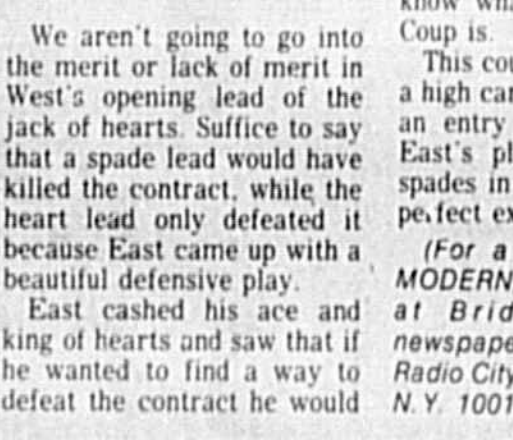 We aren't going to go into
the merit or lack of merit in
West's opening lead of the
jack of hearts. Suffice to say
that a spade lead would have
killed the contract, while the
heart lead only defeated it
because East came up with a
beautiful defensive play.
East cashed his ace and
king of hearts and saw that if
he wanted to find a way to
defeat the contract he would
know wha
Coup is.
This cou
a high car
an entry
East's pl
spades in
perfect ex
(For a
MODERN
at Brid
newspape
Radio City
N.Y. 1001